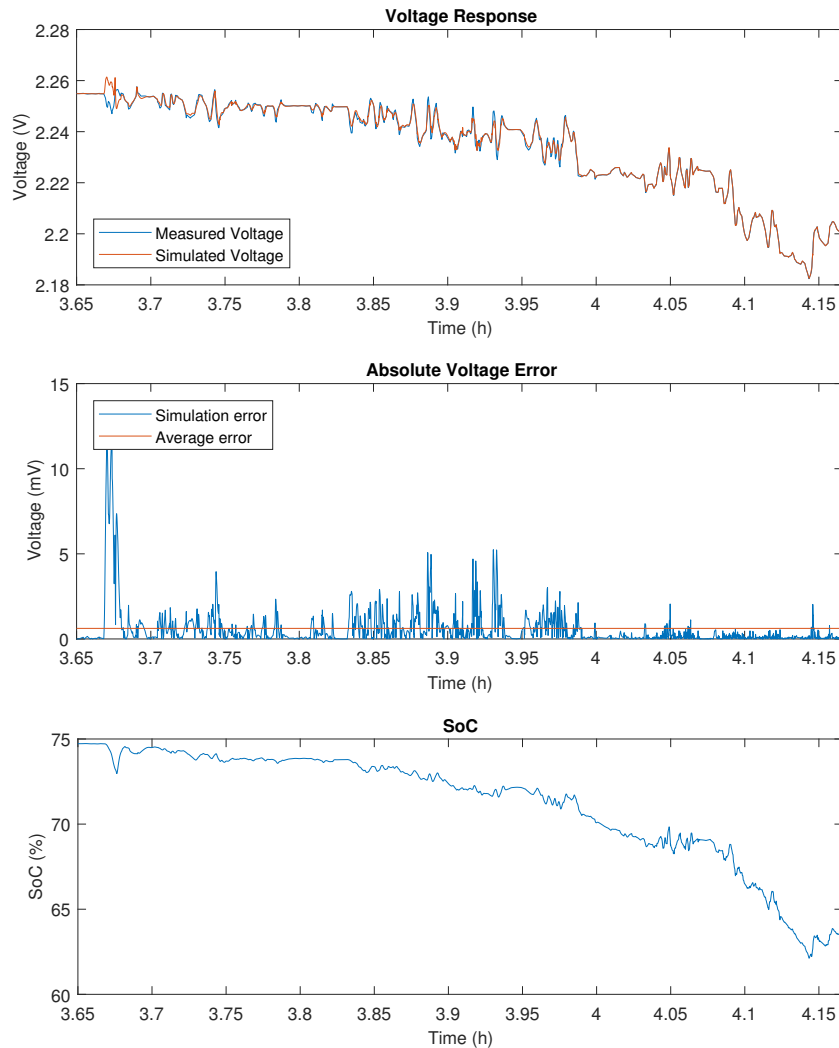 Voltage Response
2.28
2.26
2.24
2.22
2.2
2.18
Voltage (V)
Measured Voltage
Simulated Voltage
3.65 3.7 3.75 3.8 3.85 3.9 3.95 4 4.05 4.1 4.15
Time (h)
Absolute Voltage Error
15
10
5
0
Voltage (mV)
Simulation error
Average error
3.65 3.7 3.75 3.8 3.85 3.9 3.95 4 4.05 4.1 4.15
Time (h)
SoC
75
70
65
60
SoC (%)
3.65 3.7 3.75 3.8 3.85 3.9 3.95 4 4.05 4.1 4.15
Time (h)